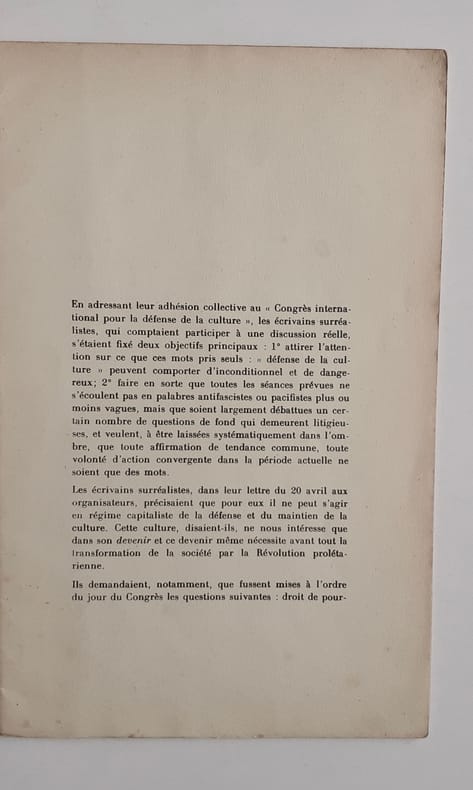 En adressant leur adhésion collective au « Congrès interna-
tional pour la défense de la culture », les écrivains surréa-
listes, qui comptaient participer à une discussion réelle,
s'étaient fixé deux objectifs principaux : 1° attirer l'atten-
tion sur ce que ces mots pris seuls : « défense de la cul-
ture » peuvent comporter d'inconditionnel et de dange-
reux; 2° faire en sorte que toutes les séances prévues ne
s'écoulent pas en palabres antifascistes ou pacifistes plus ou
moins vagues, mais que soient largement débattues un cer-
tain nombre de questions de fond qui demeurent litigieu-
ses, et veulent, à être laissées systématiquement dans l'om-
bre, que toute affirmation de tendance commune, toute
volonté d'action convergente dans la période actuelle ne
soient que des mots.
Les écrivains surréalistes, dans leur lettre du 20 avril aux
organisateurs, précisaient que pour eux il ne peut s'agir
en régime capitaliste de la défense et du maintien de la
culture. Cette culture, disaient-ils, ne nous intéresse que
dans son devenir et ce devenir même nécessite avant tout la
transformation de la société par la Révolution proléta-
rienne.
Ils demandaient, notamment, que fussent mises à l'ordre
du jour du Congrès les questions suivantes : droit de pour-